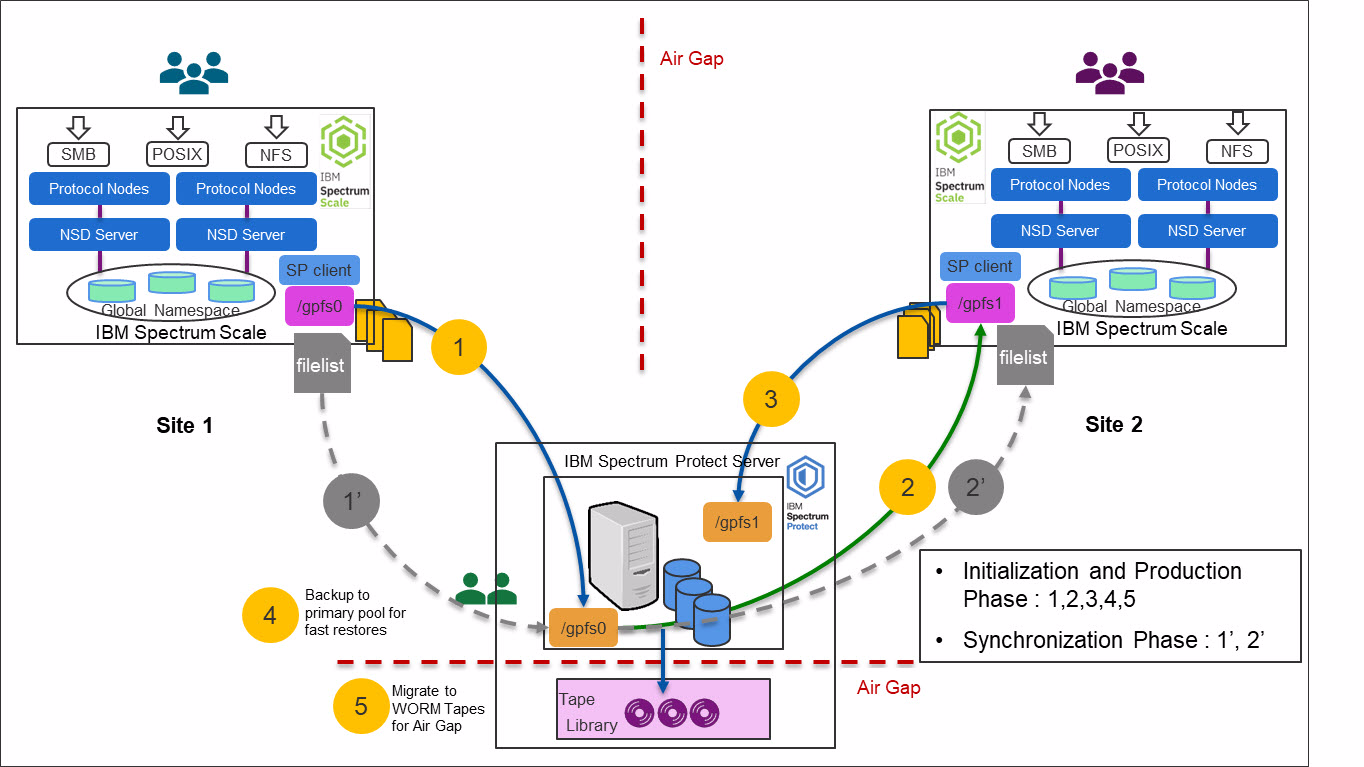 Air Gap
SMB
POSIX
NFS
IBM
Spectrum
Scale
Protocol Nodes
Protocol Nodes
NSD Server
NSD Server
SP client
/gpfs0
Global Namespace
IBM Spectrum Scale
filelist
Site 1
IBM
Spectrum
Scale
SMB
POSIX
NFS
Protocol Nodes
Protocol Nodes
NSD Server
NSD Server
SP client
/gpfs1
Global Namespace
IBM Spectrum Scale
filelist
Site 2
1
3
1’
2
2’
IBM Spectrum Protect Server
IBM
Spectrum
Protect
/gpfs1
/gpfs0
4
Backup to
primary pool for
fast restores
5
Migrate to
WORM Tapes
for Air Gap
Tape
Library
Air Gap
• Initialization and Production
Phase : 1,2,3,4,5
• Synchronization Phase : 1’, 2’